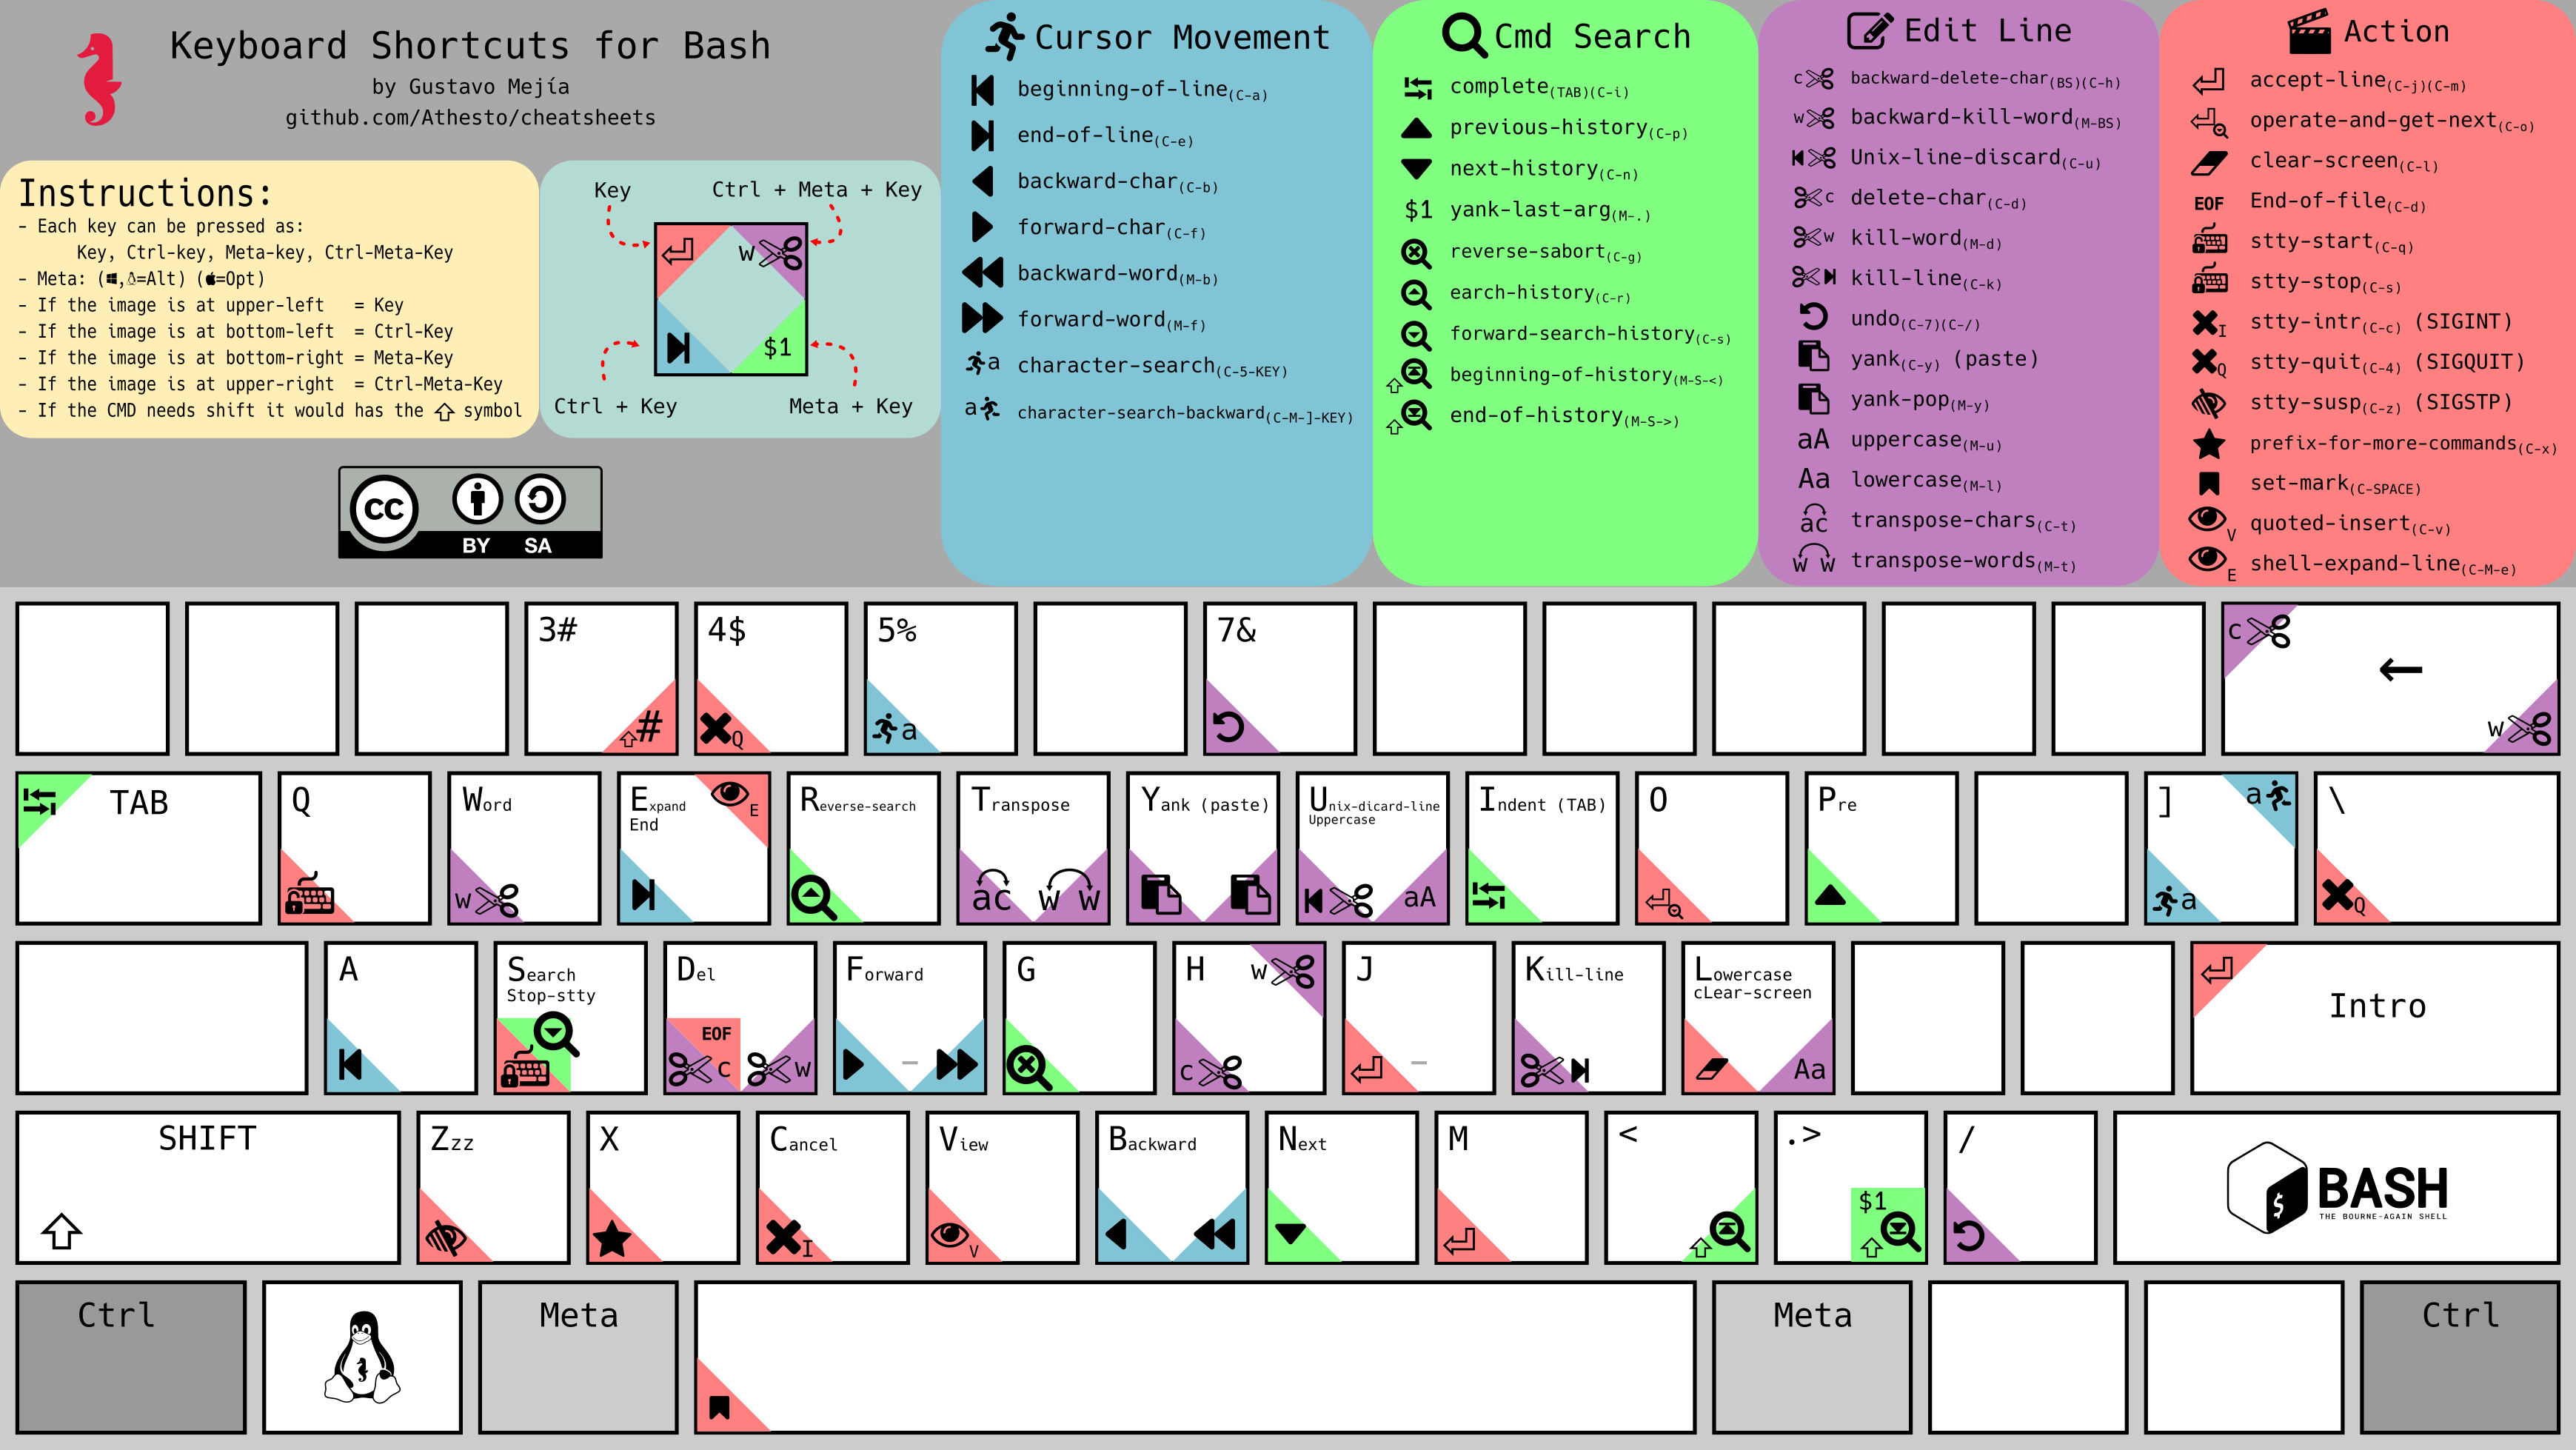 Keyboard Shortcuts for Bash
by Gustavo Mejía
github.com/Athesto/cheatsheets
Instructions:
- Each key can be pressed as:
Key, Ctrl-key, Meta-key, Ctrl-Meta-Key
- Meta: ( , =Alt) ( =Opt)
- If the image is at upper-left = Key
- If the image is at bottom-left = Ctrl-Key
- If the image is at bottom-right = Meta-Key
- If the image is at upper-right = Ctrl-Meta-Key
- If the CMD needs shift it would has the ⇧ symbol
Key
Ctrl + Meta + Key
w
$1
Ctrl + Key
Meta + Key
cc
BY SA
Cursor Movement
beginning-of-line(C-a)
end-of-line(C-e)
backward-char(C-b)
forward-char(C-f)
backward-word(M-b)
forward-word(M-f)
a character-search(C-5-KEY)
a character-search-backward(C-M-]-KEY)
Cmd Search
complete(TAB)(C-i)
previous-history(C-p)
next-history(C-n)
$1 yank-last-arg(M-.)
reverse-sabort(C-g)
earch-history(C-r)
forward-search-history(C-s)
beginning-of-history(M-S-<)
end-of-history(M-S->)
Edit Line
c backward-delete-char(BS)(C-h)
w backward-kill-word(M-BS)
Unix-line-discard(C-u)
c delete-char(C-d)
w kill-word(M-d)
kill-line(C-k)
undo(C-7)(C-/)
yank(C-y) (paste)
yank-pop(M-y)
aA uppercase(M-u)
Aa lowercase(M-l)
ac transpose-chars(C-t)
w w transpose-words(M-t)
Action
accept-line(C-j)(C-m)
operate-and-get-next(C-o)
clear-screen(C-l)
EOF End-of-file(C-d)
stty-start(C-q)
stty-stop(C-s)
I stty-intr(C-c) (SIGINT)
Q stty-quit(C-4) (SIGQUIT)
stty-susp(C-z) (SIGSTP)
prefix-for-more-commands(C-x)
set-mark(C-SPACE)
V quoted-insert(C-v)
E shell-expand-line(C-M-e)
3#
⇧#
4$
Q
5%
a
7&
c
←
w
TAB
Q
Word
w
Expand
End
E
Reverse-search
Transpose
ac w w
Yank (paste)
Unix-dicard-line
Uppercase
aA
Indent (TAB)
O
Pre
]
a
a
\
Q
A
Search
Stop-stty
Del
EOF
c w
Forward
-
G
H
w
c
J
-
Kill-line
Lowercase
cLear-screen
Aa
Intro
SHIFT
⇧
Zzz
X
Cancel
I
View
V
Backward
Next
M
<
⇧
.>
$1
⇧
/
$
BASH
THE BOURNE-AGAIN SHELL
Ctrl
Meta
Meta
Ctrl